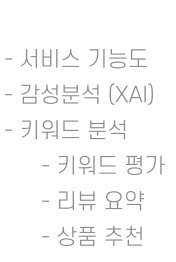 - 서비스 기능도
- 감성분석 (XAI)
- 키워드 분석
- 키워드 평가
- 리뷰 요약
- 상품 추천